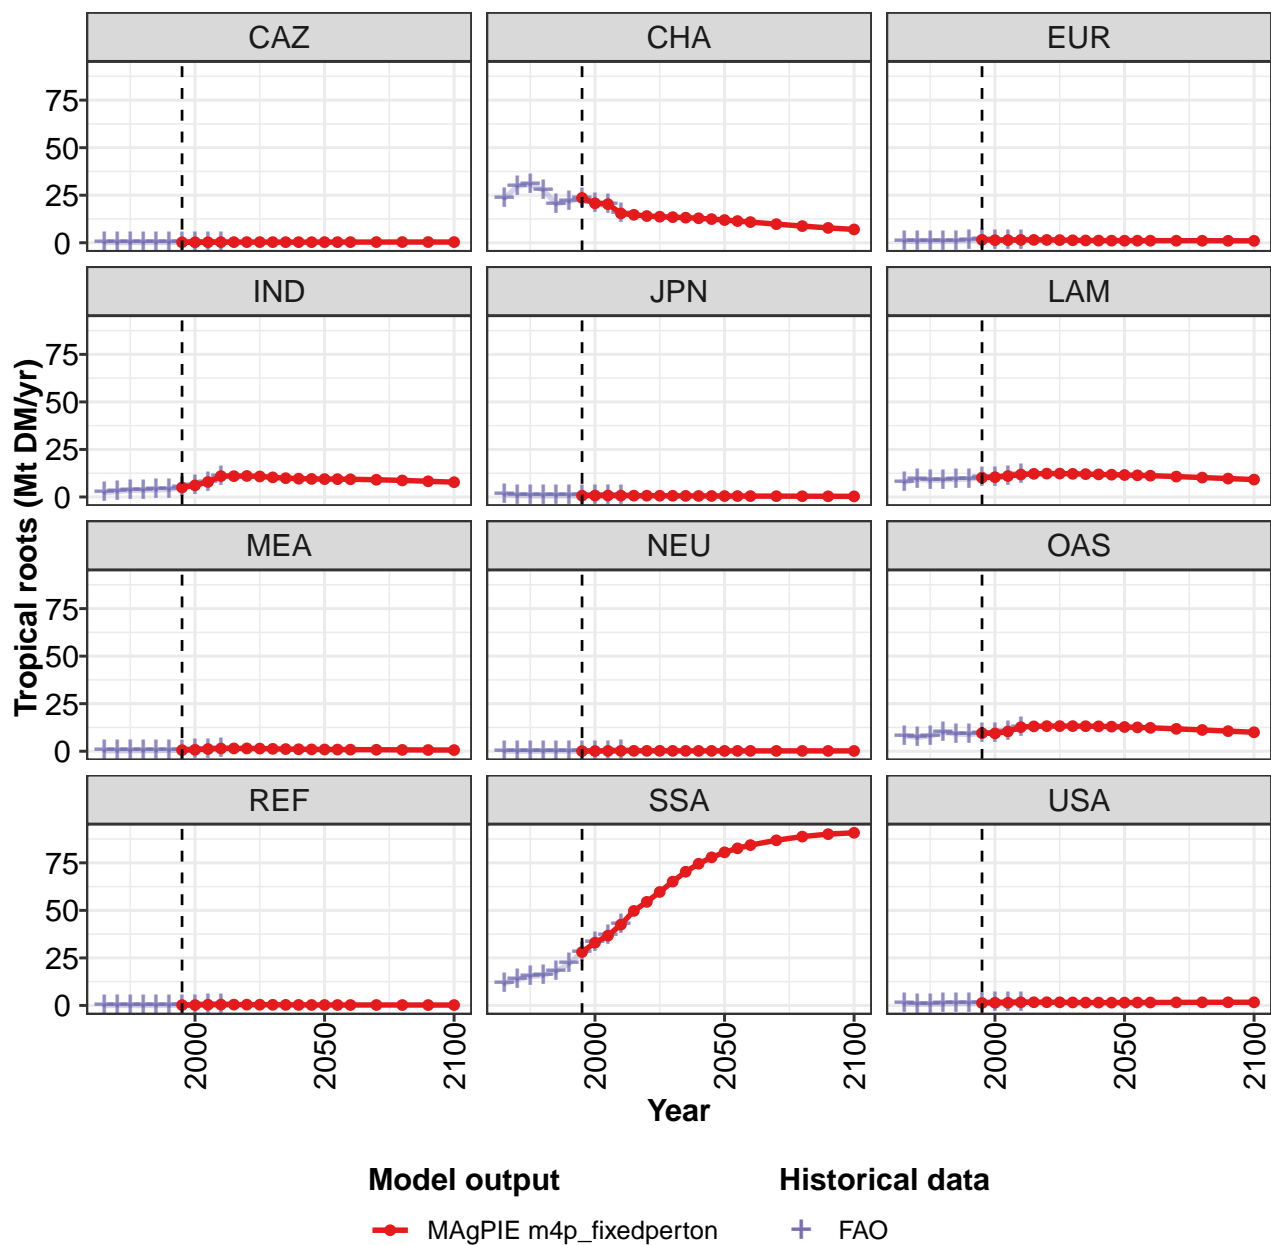 CAZ CHA EUR
75
50
25
0
IND JPN LAM
75
50
25
0
MEA NEU OAS
75
50
25
0
REF SSA USA
75
50
25
0
2000 2050 2100 2000 2050 2100 2000 2050 2100
Tropical roots (Mt DM/yr)
Year
Model output Historical data
MAgPIE m4p_fixedperton FAO